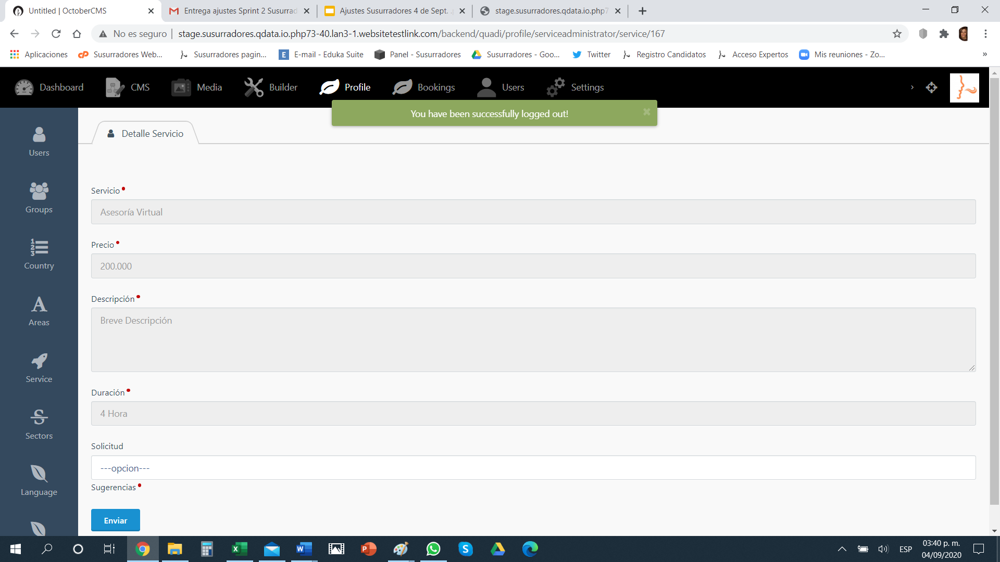 Untitled | OctoberCMS
Entrega ajustes Sprint 2 Susurrad
Ajustes Susurradores 4 de Sept. .p
stage.susurradores.qdata.io.php7
No es seguro
stage.susurradores.qdata.io.php73-40.lan3-1.websitetestlink.com/backend/quadi/profile/serviceadministrator/service/167
Aplicaciones
Susurradores Web...
Susurradores pagin...
E-mail - Eduka Suite
Panel - Susurradores
Susurradores - Goo...
Twitter
Registro Candidatos
Acceso Expertos
Mis reuniones - Zo...
Dashboard
CMS
Media
Builder
Profile
Bookings
Users
Settings
You have been successfully logged out!
Detalle Servicio
Users
Groups
Country
Areas
Service
Sectors
Language
Servicio
Asesoría Virtual
Precio
200.000
Descripción
Breve Descripción
Duración
4 Hora
Solicitud
---opcion---
Sugerencias
Enviar
ESP
03:40 p. m.
04/09/2020